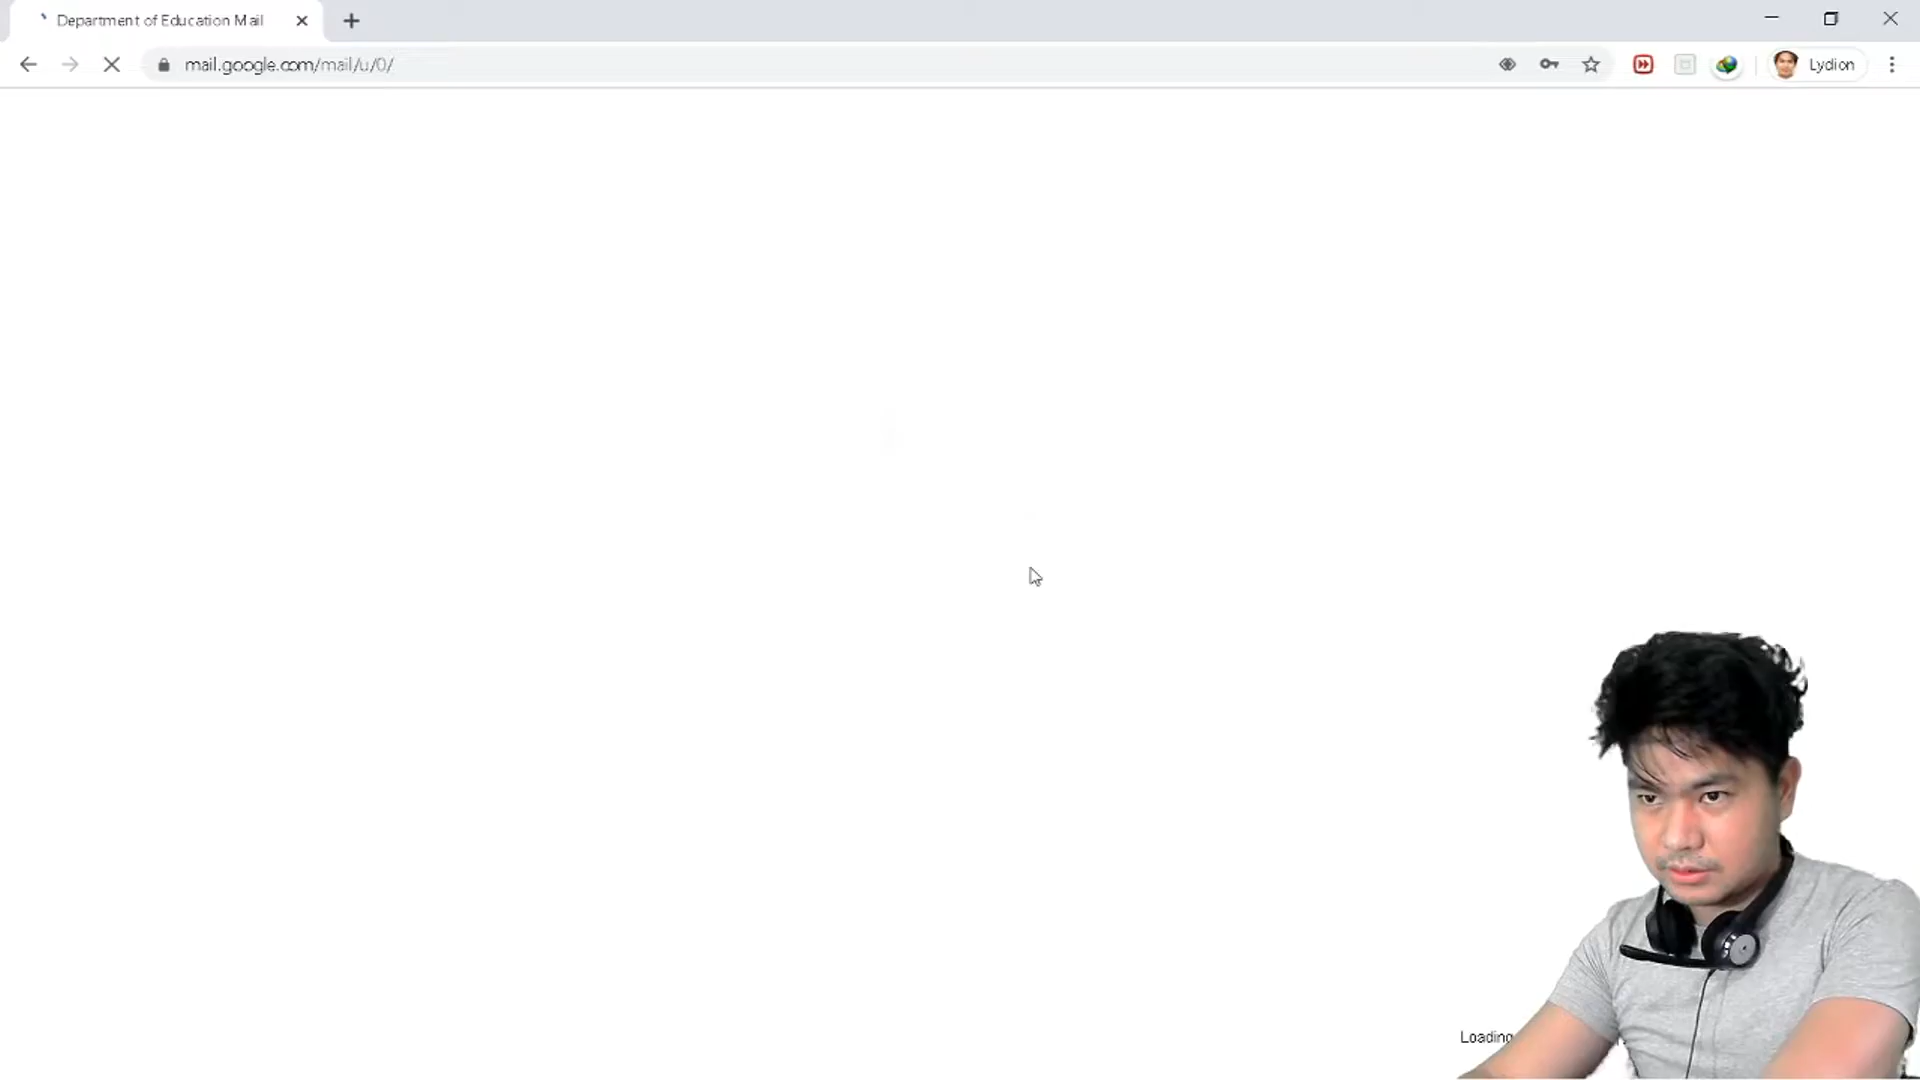 Department of Education Mail
mail.google.com/mail/u/0/
Lydion
Loading